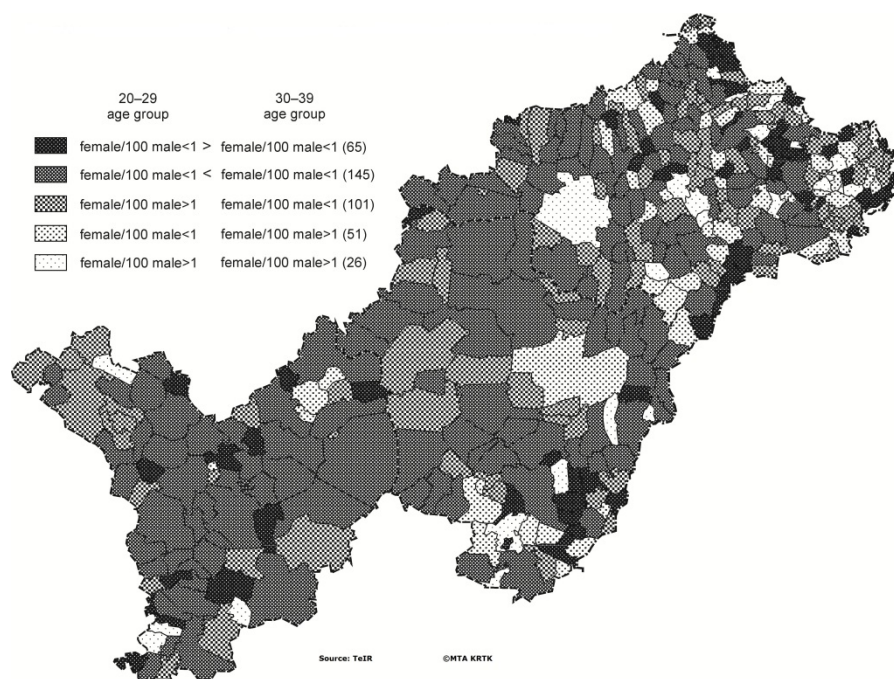 20–29 30–39
age group age group
female/100 male<1 > female/100 male<1 (65)
female/100 male<1 < female/100 male<1 (145)
female/100 male>1 female/100 male<1 (101)
female/100 male<1 female/100 male>1 (51)
female/100 male>1 female/100 male>1 (26)
Source: TeIR ©MTA KRTK